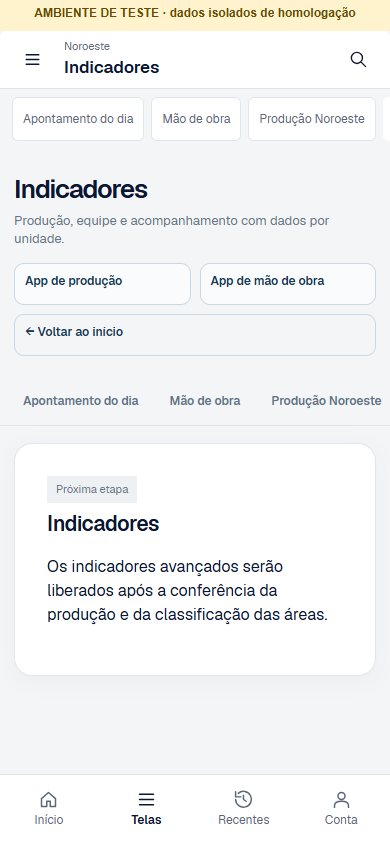 AMBIENTE DE TESTE · dados isolados de homologação
Noroeste
Indicadores
Apontamento do dia
Mão de obra
Produção Noroeste
Indicadores
Produção, equipe e acompanhamento com dados por
unidade.
App de produção
App de mão de obra
← Voltar ao início
Apontamento do dia
Mão de obra
Produção Noroeste
Próxima etapa
Indicadores
Os indicadores avançados serão
liberados após a conferência da
produção e da classificação das áreas.
Início
Telas
Recentes
Conta